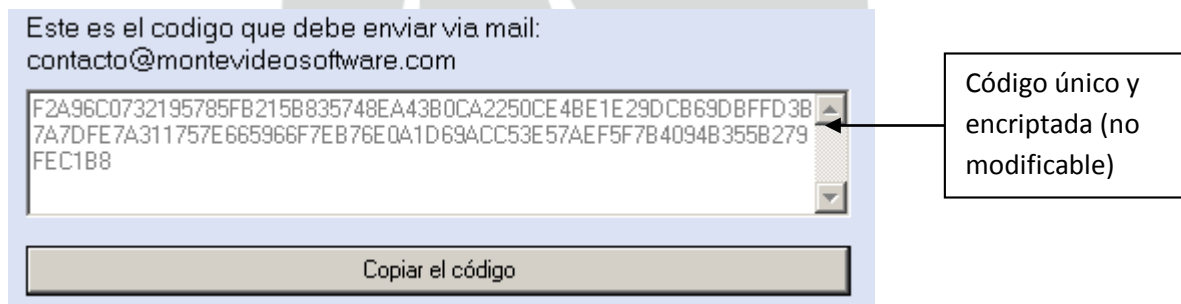 Este es el codigo que debe enviar via mail:
contacto@montevideosoftware.com
F2A96C0732195785FB215B835748EA43B0CA2250CE4BE1E29DCB69DBFFD3B
7A7DFE7A311757E665966F7EB76E0A1D69ACC53E57AEF5F7B4094B355B279
FEC1B8
Copiar el código
Código único y
encriptada (no
modificable)